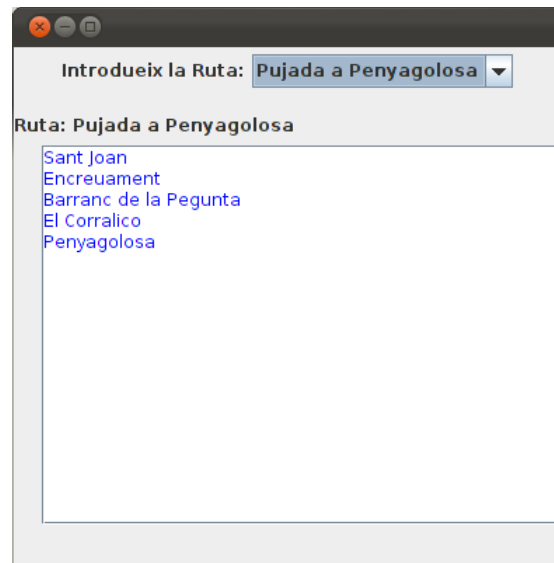 Introdueix la Ruta: Pujada a Penyagolosa
Ruta: Pujada a Penyagolosa
Sant Joan
Encreuament
Barranc de la Pegunta
El Corralico
Penyagolosa